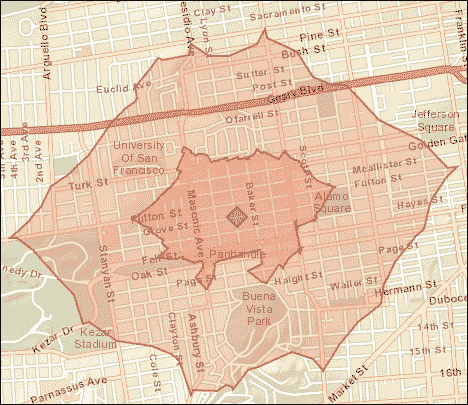 Clay St
Sacramento St
Presidio Ave
Lyon St
Arguello Blvd
Pine St
Bush St
Franklin St
Euclid Ave
Sutter St
Post St
Geary Blvd
Ofarrell St
Jefferson
Square
Golden Gat
University
Of San
Francisco
4th Ave
3rd Ave
2nd Ave
Scott St
Mcallister St
Fulton St
Turk St
Masonic Ave
Baker St
Alamo
Square
Hayes St
Fulton St
Grove St
Stanyan St
Fell St
Panhandle
Page St
Oak St
Page
Haight St
Waller St
Hermann St
nedy Dr
Buena
Vista
Park
Duboce
Kezar Dr
Kezar
Stadium
Clayton St
Ashbury St
Cole St
14th St
15th St
16th
Market St
Parnassus Ave